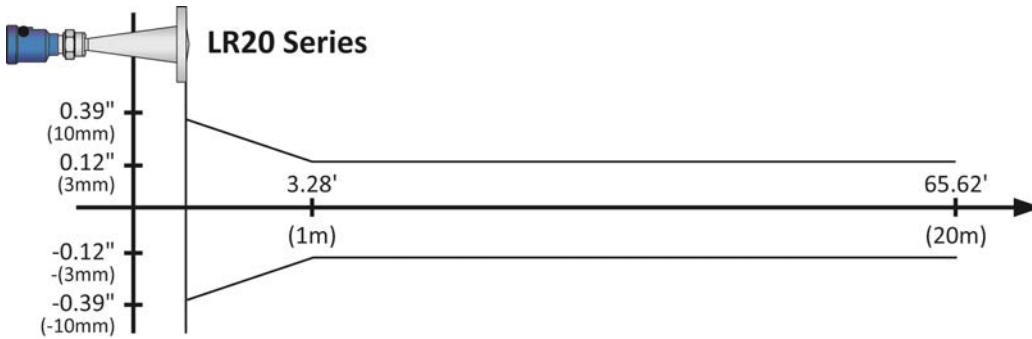 LR20 Series
0.39"
(10mm)
0.12"
(3mm)
3.28'
65.62'
(1m)
(20m)
-0.12"
-(3mm)
-0.39"
(-10mm)